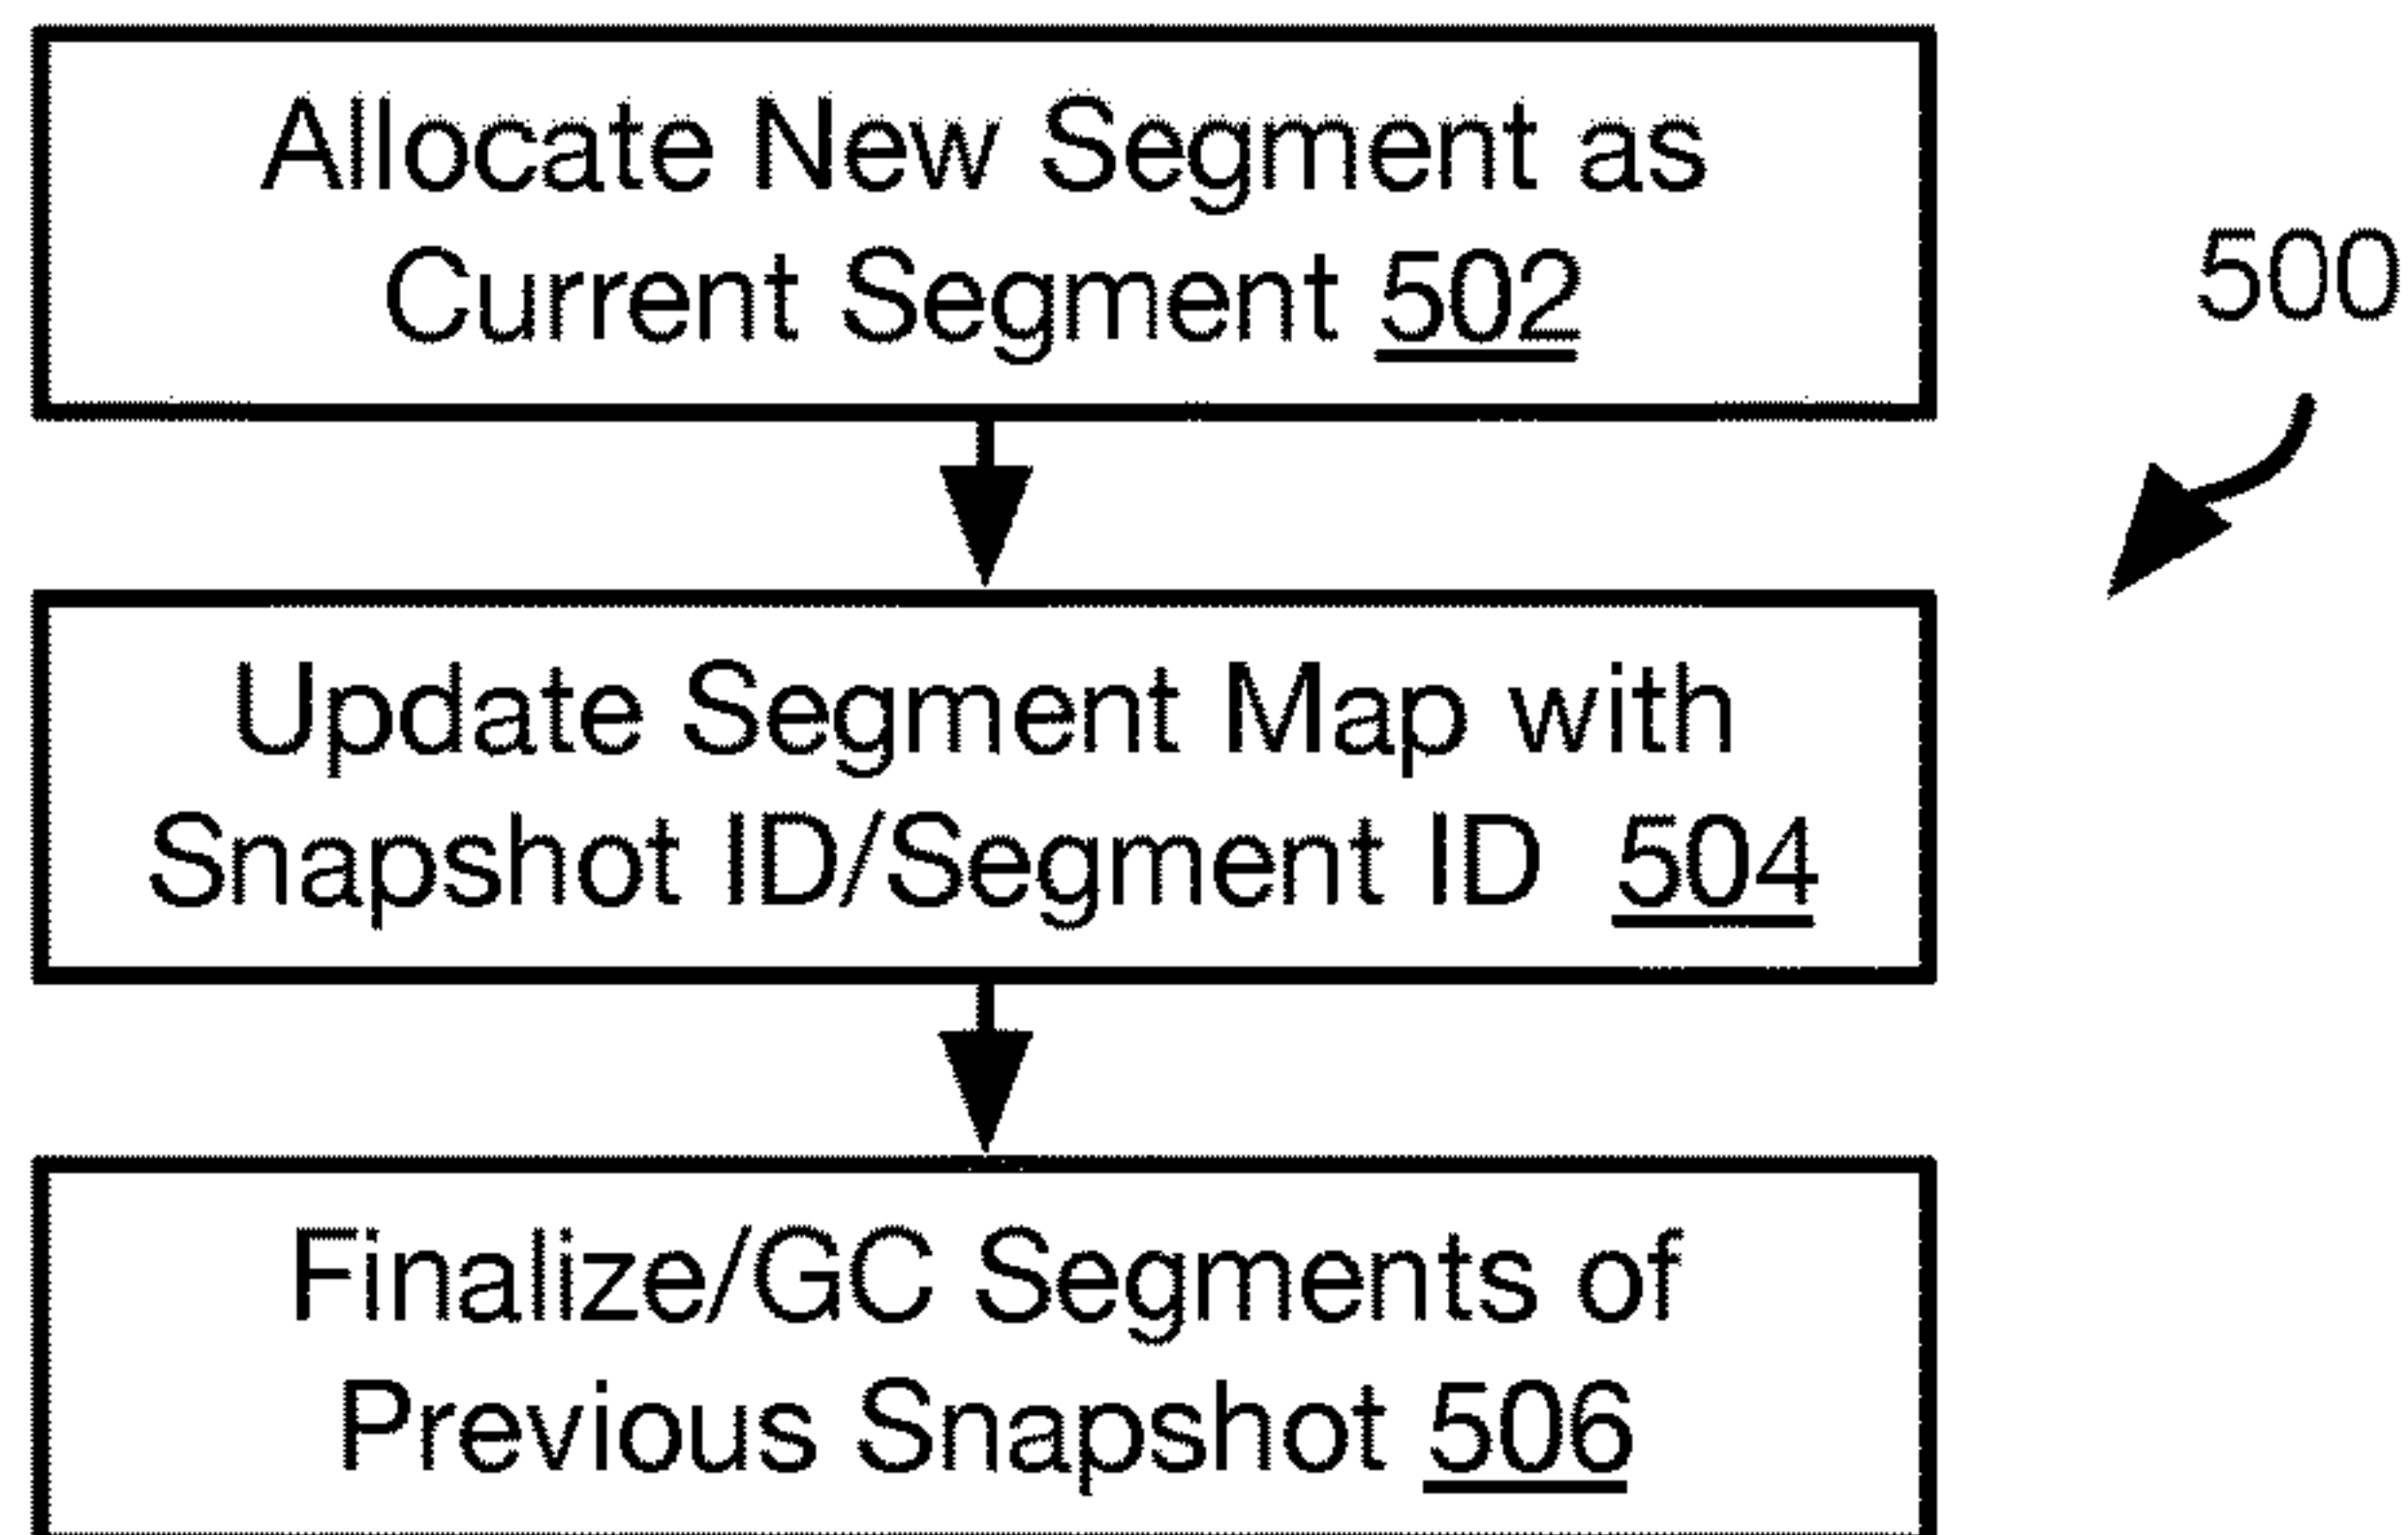 Allocate New Segment as
Current Segment 502
500
Update Segment Map with
Snapshot ID/Segment ID 504
Finalize/GC Segments of
Previous Snapshot 506